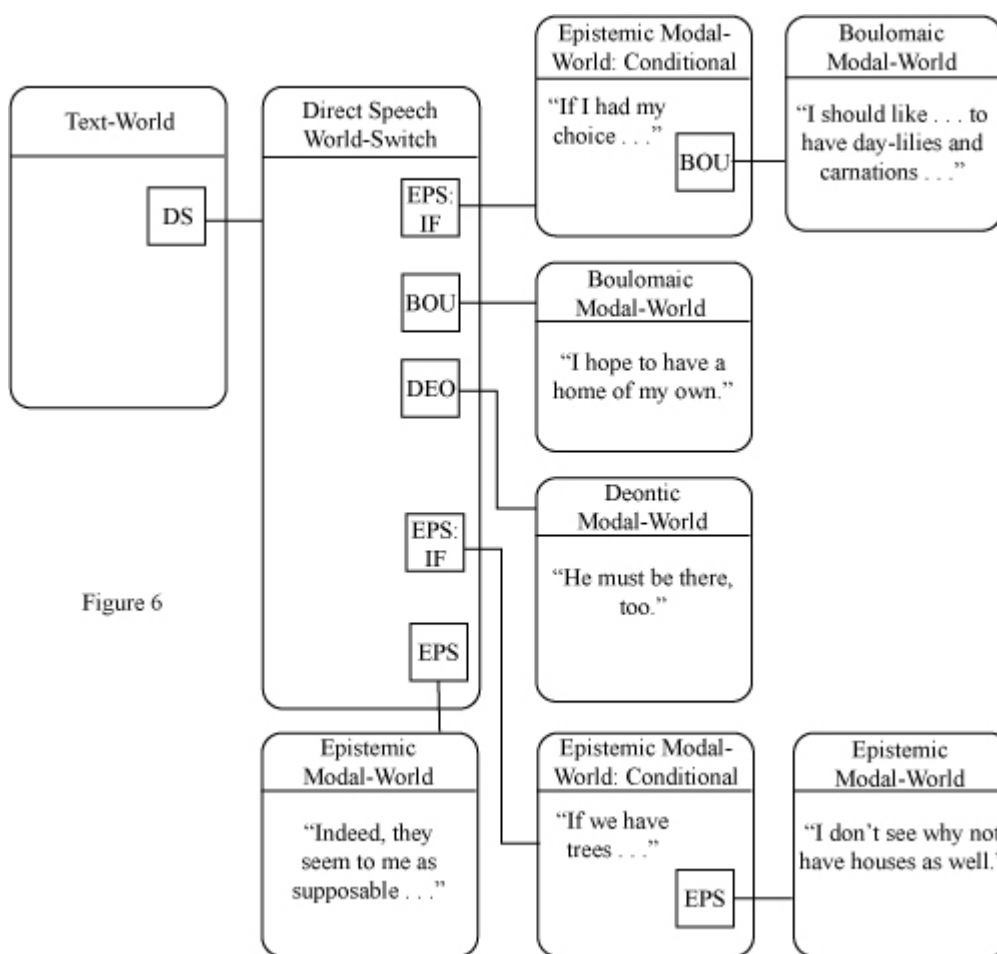 Text-World
DS
Direct Speech
World-Switch
EPS:
IF
BOU
DEO
EPS:
IF
EPS
Epistemic Modal-
World: Conditional
“If I had my
choice . . .”
BOU
Boulomaic
Modal-World
“I should like . . . to
have day-lilies and
carnations . . .”
Boulomaic
Modal-World
“I hope to have a
home of my own.”
Deontic
Modal-World
“He must be there,
too.”
Figure 6
Epistemic
Modal-World
“Indeed, they
seem to me as
supposable . . .”
Epistemic Modal-
World: Conditional
“If we have
trees . . .”
EPS
Epistemic
Modal-World
“I don’t see why not
have houses as well.”